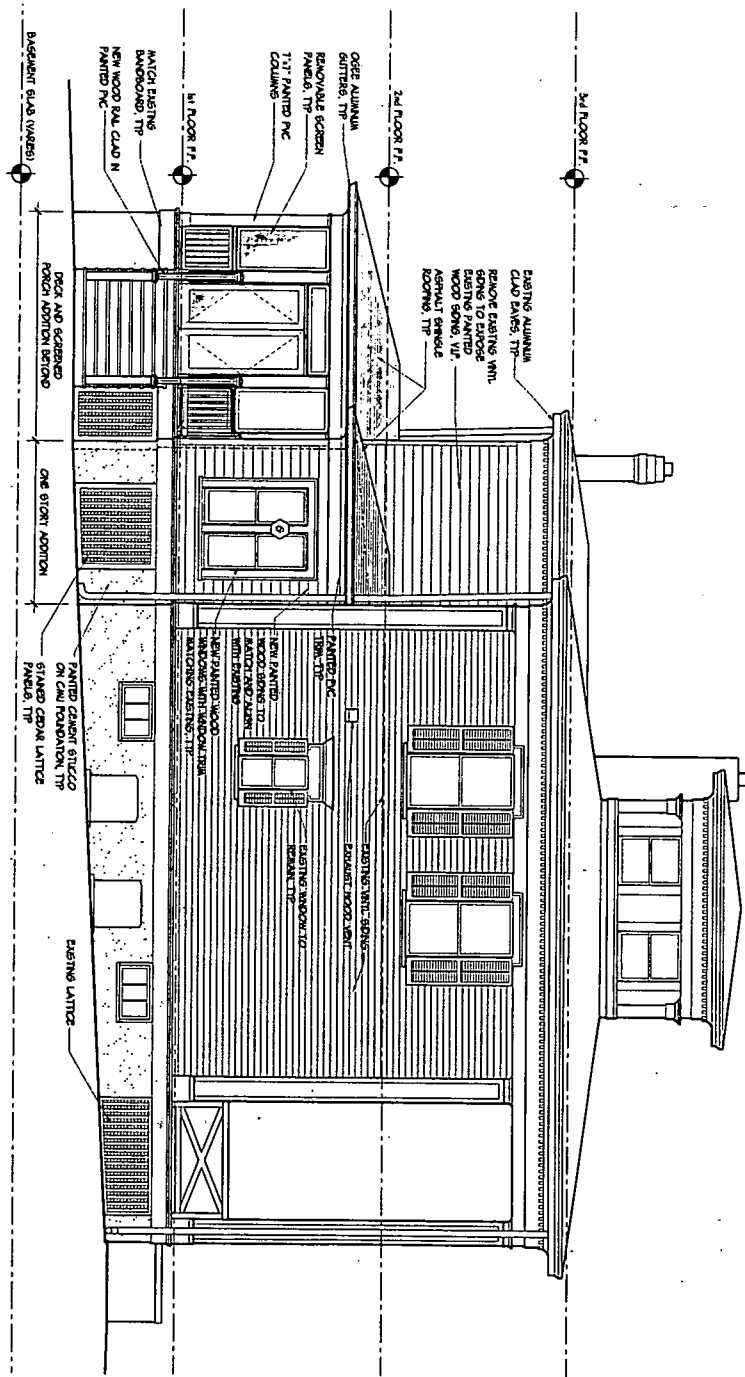 3rd FLOOR F.F.
2nd FLOOR F.F.
1st FLOOR F.F.
BASEMENT SLAB (VARIES)
EXISTING ALUMINUM
CLAD EAVES, TYP
REMOVE EXISTING VINYL
SIDING TO EXPOSE
EXISTING PAINTED
WOOD SIDING, VIF
ASPHALT SHINGLE
ROOFING, TYP
OGEE ALUMINUM
GUTTERS, TYP
REMOVABLE SCREEN
PANELS, TYP
7"x7" PAINTED PVC
COLUMNS
MATCH EXISTING
BANDBOARD, TYP
NEW WOOD RAIL CLAD IN
PAINTED PVC
DECK AND SCREENED
PORCH ADDITION BEYOND
ONE STORY ADDITION
PAINTED PVC
TRIM, TYP
NEW PAINTED
WOOD SIDING TO
MATCH AND ALIGN
WITH EXISTING
NEW PAINTED WOOD
WINDOWS WITH WINDOW TRIM
MATCHING EXISTING, TYP
EXISTING VINYL SIDING
EXHAUST HOOD VENT
EXISTING WINDOW TO
REMAIN, TYP
PAINTED CEMENT STUCCO
ON CMU FOUNDATION, TYP
STAINED CEDAR LATTICE
PANELS, TYP
EXISTING LATTICE